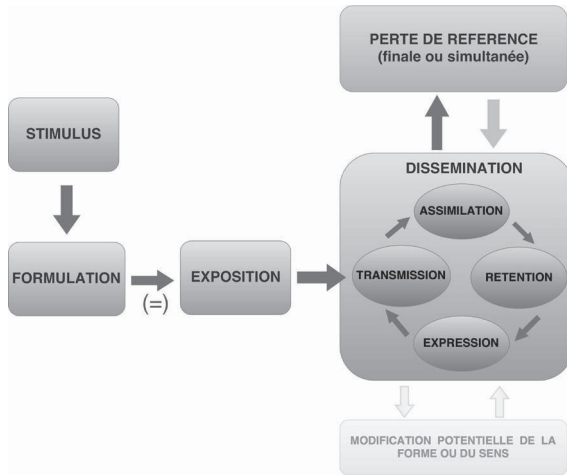 PERTE DE REFERENCE
(finale ou simultanée)
STIMULUS
DISSEMINATION
ASSIMILATION
FORMULATION
(=)
EXPOSITION
TRANSMISSION
RETENTION
EXPRESSION
MODIFICATION POTENTIELLE DE LA
FORME OU DU SENS